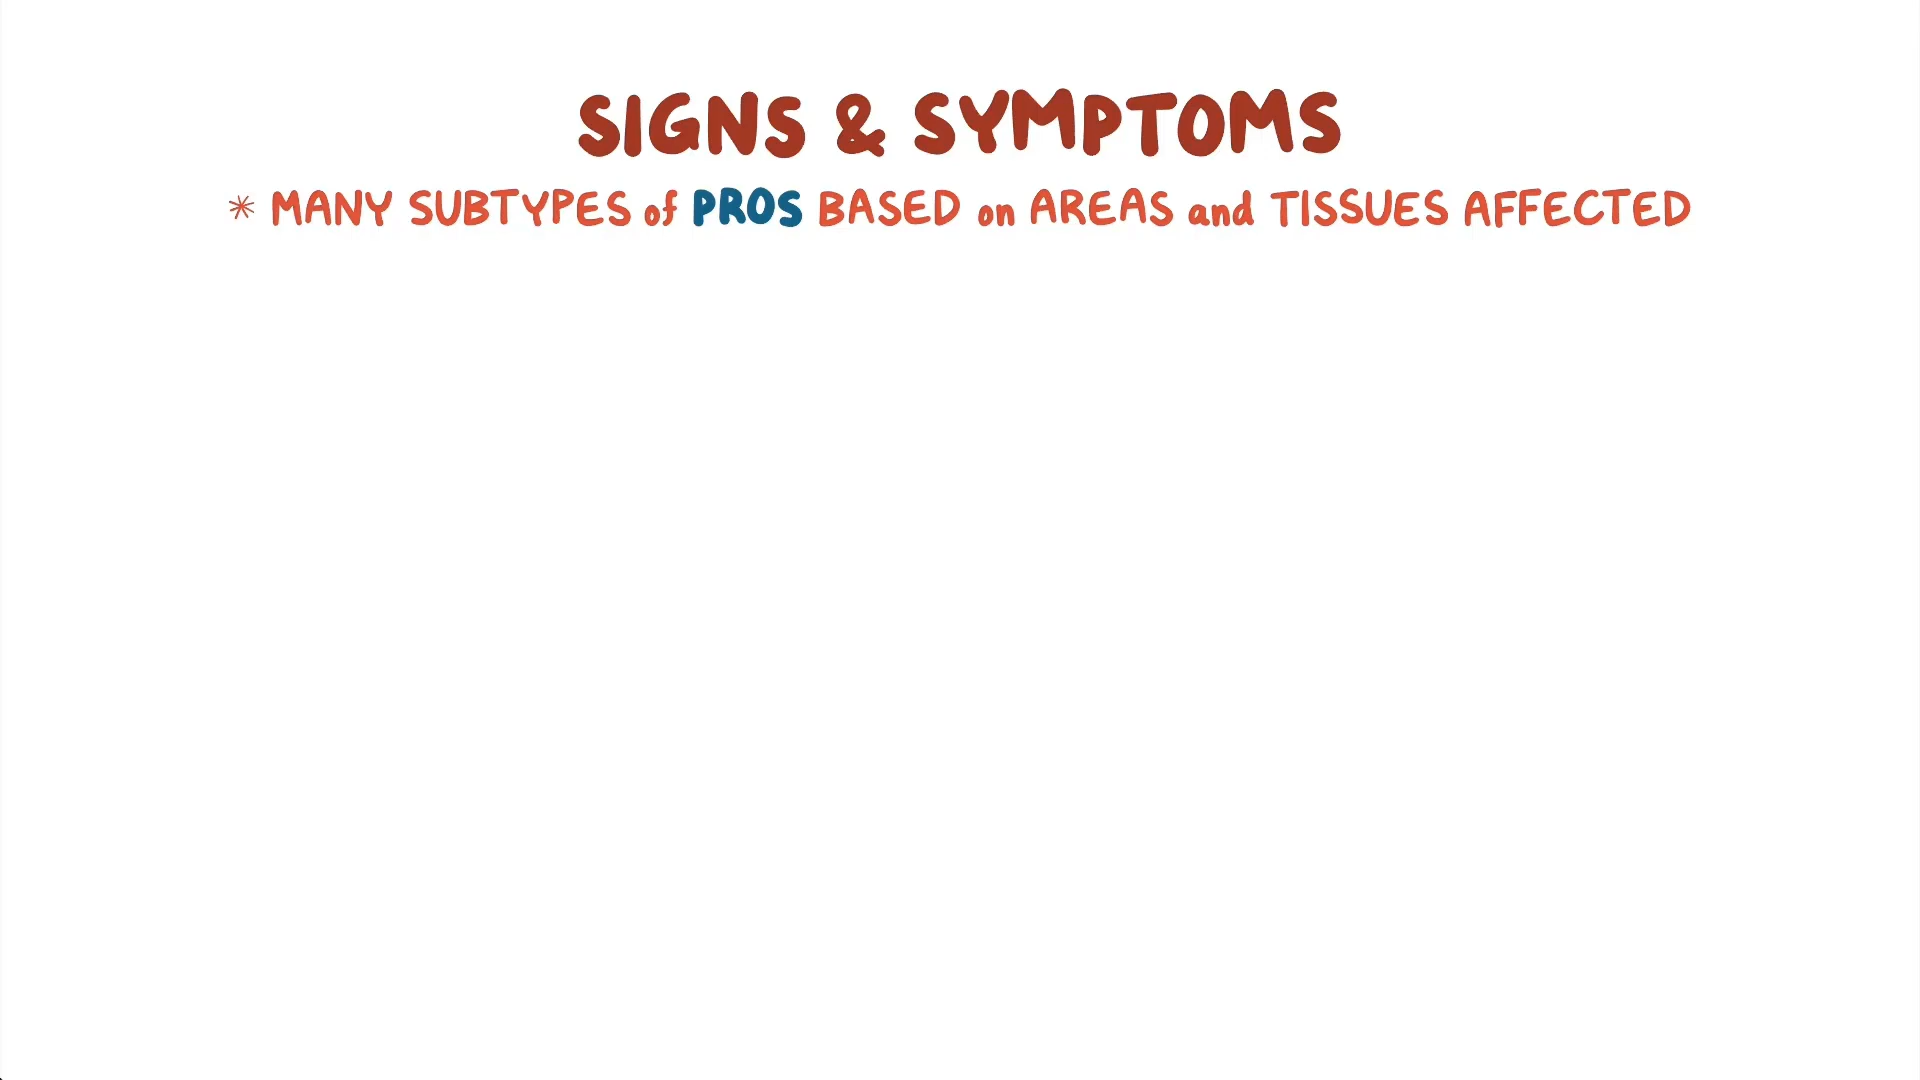 SIGNS & SYMPTOMS
* MANY SUBTYPES of PROS BASED on AREAS and TISSUES AFFECTED